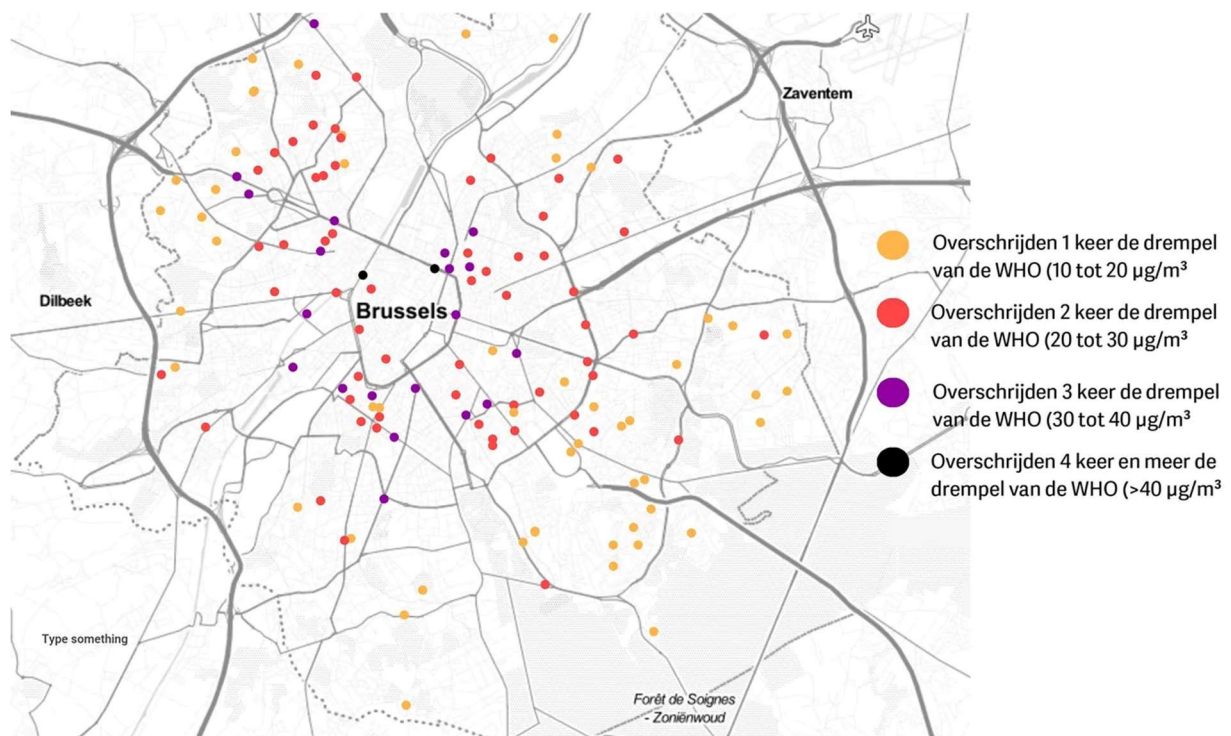 Zaventem
Overschrijden 1 keer de drempel
van de WHO (10 tot 20 µg/m³
Dilbeek
Brussels
Overschrijden 2 keer de drempel
van de WHO (20 tot 30 µg/m³
Overschrijden 3 keer de drempel
van de WHO (30 tot 40 µg/m³
Overschrijden 4 keer en meer de
drempel van de WHO (>40 µg/m³
Type something
Forêt de Soignes
- Zoniënwoud